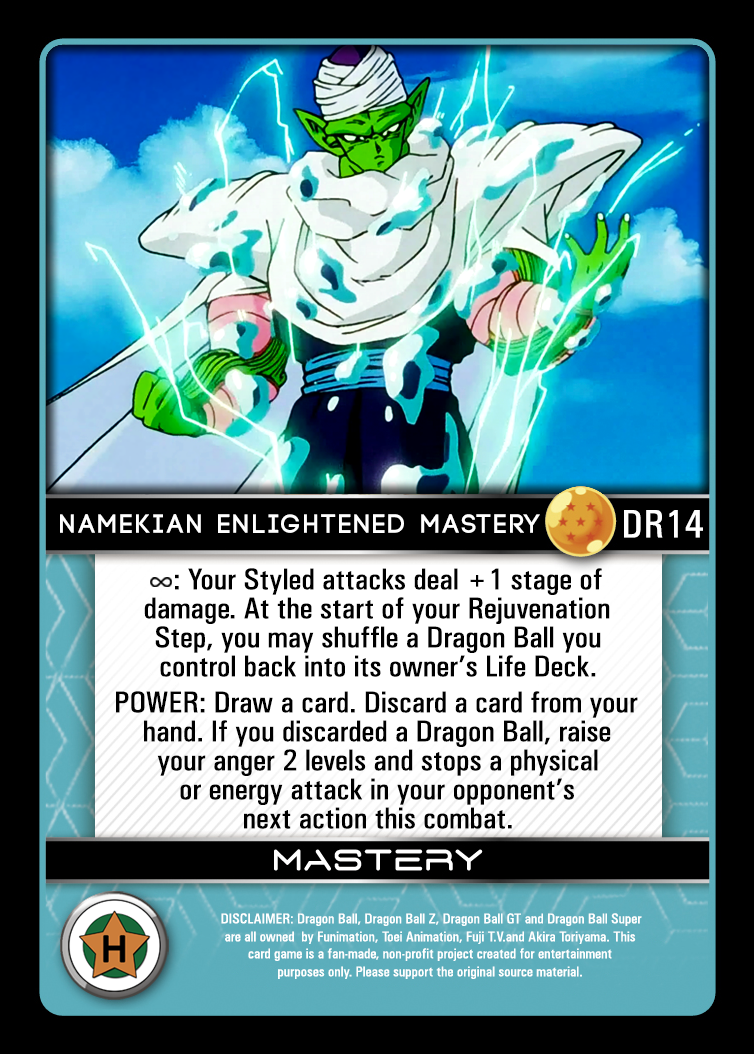 NAMEKIAN ENLIGHTENED MASTERY DR14
∞: Your Styled attacks deal +1 stage of
damage. At the start of your Rejuvenation
Step, you may shuffle a Dragon Ball you
control back into its owner's Life Deck.
POWER: Draw a card. Discard a card from your
hand. If you discarded a Dragon Ball, raise
your anger 2 levels and stops a physical
or energy attack in your opponent's
next action this combat.
MASTERY
H
DISCLAIMER: Dragon Ball, Dragon Ball Z, Dragon Ball GT and Dragon Ball Super
are all owned by Funimation, Toei Animation, Fuji T.V.and Akira Toriyama. This
card game is a fan-made, non-profit project created for entertainment
purposes only. Please support the original source material.